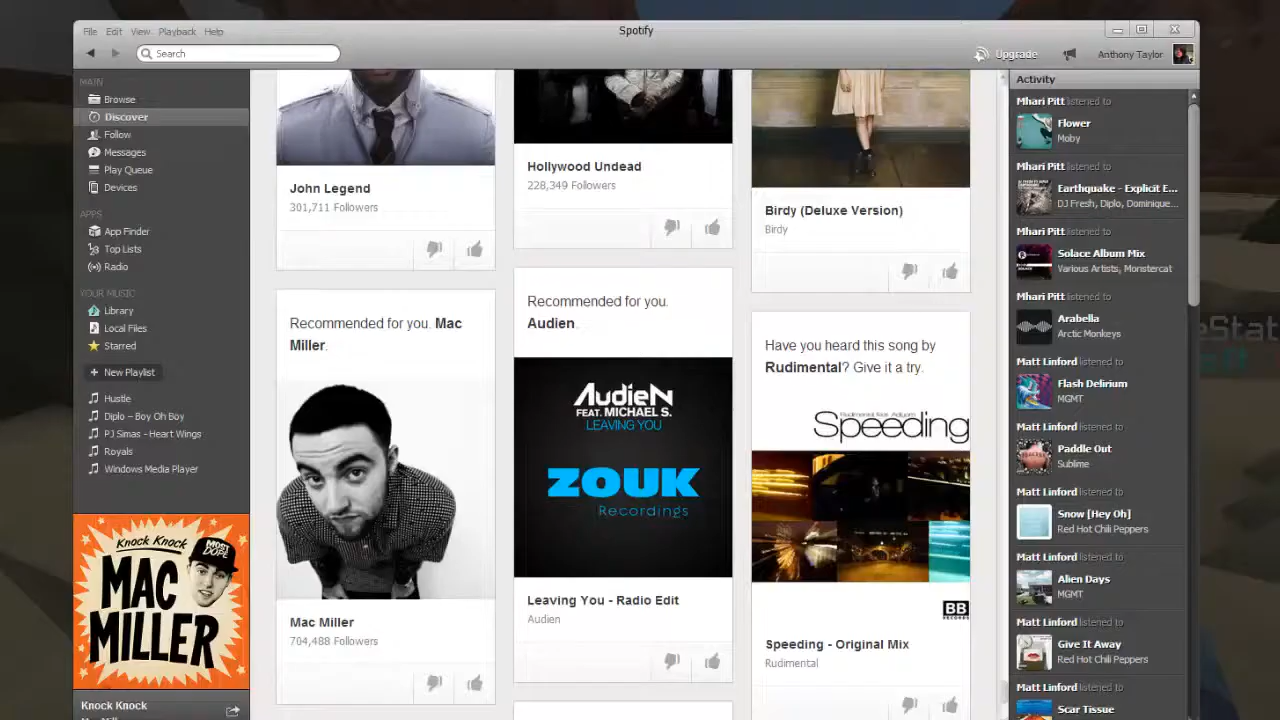 Spotify
File Edit View Playback Help
Search
Upgrade
Anthony Taylor
MAIN
Browse
Discover
Follow
Messages
Play Queue
Devices
APPS
App Finder
Top Lists
Radio
YOUR MUSIC
Library
Local Files
Starred
+ New Playlist
Hustle
Diplo - Boy Oh Boy
PJ Simas - Heart Wings
Royals
Windows Media Player
Knock Knock
MOST DOPE
MAC
MILLER
Knock Knock
John Legend
301,711 Followers
Recommended for you. Mac
Miller.
Mac Miller
704,488 Followers
Hollywood Undead
228,349 Followers
Recommended for you.
Audien.
AudieN
FEAT. MICHAEL S.
LEAVING YOU
ZOUK
Recordings
Leaving You - Radio Edit
Audien
Birdy (Deluxe Version)
Birdy
Have you heard this song by
Rudimental? Give it a try.
Rudimental feat Adiyam
Speeding
BB
RECORDS
Speeding - Original Mix
Rudimental
Activity
Mhari Pitt listened to
Flower
Moby
Mhari Pitt listened to
Earthquake - Explicit E...
DJ Fresh, Diplo, Dominique...
Mhari Pitt listened to
Solace Album Mix
Various Artists, Monstercat
Mhari Pitt listened to
Arabella
Arctic Monkeys
Matt Linford listened to
Flash Delirium
MGMT
Matt Linford listened to
Paddle Out
Sublime
Matt Linford listened to
Snow [Hey Oh]
Red Hot Chili Peppers
Matt Linford listened to
Alien Days
MGMT
Matt Linford listened to
Give It Away
Red Hot Chili Peppers
Matt Linford listened to
Scar Tissue